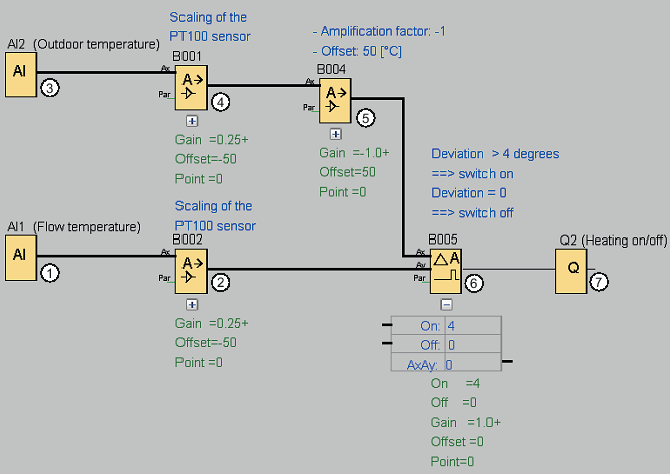 Scaling of the
PT100 sensor
- Amplification factor: -1
- Offset: 50 [°C]
AI2 (Outdoor temperature)
B001
B004
AI
Ax
A
Par
3
4
Ax
A
Par
5
Gain =0.25+
Offset=-50
Point =0
Gain =-1.0+
Offset=50
Point =0
Deviation > 4 degrees
==> switch on
Deviation = 0
==> switch off
Scaling of the
PT100 sensor
AI1 (Flow temperature)
B002
B005
Q2 (Heating on/off)
AI
Ax
A
Par
1
2
Ax
Ay
Par
A
6
Q
7
Gain =0.25+
Offset=-50
Point =0
On: 4
Off: 0
AxAy: 0
On =4
Off =0
Gain =1.0+
Offset =0
Point=0